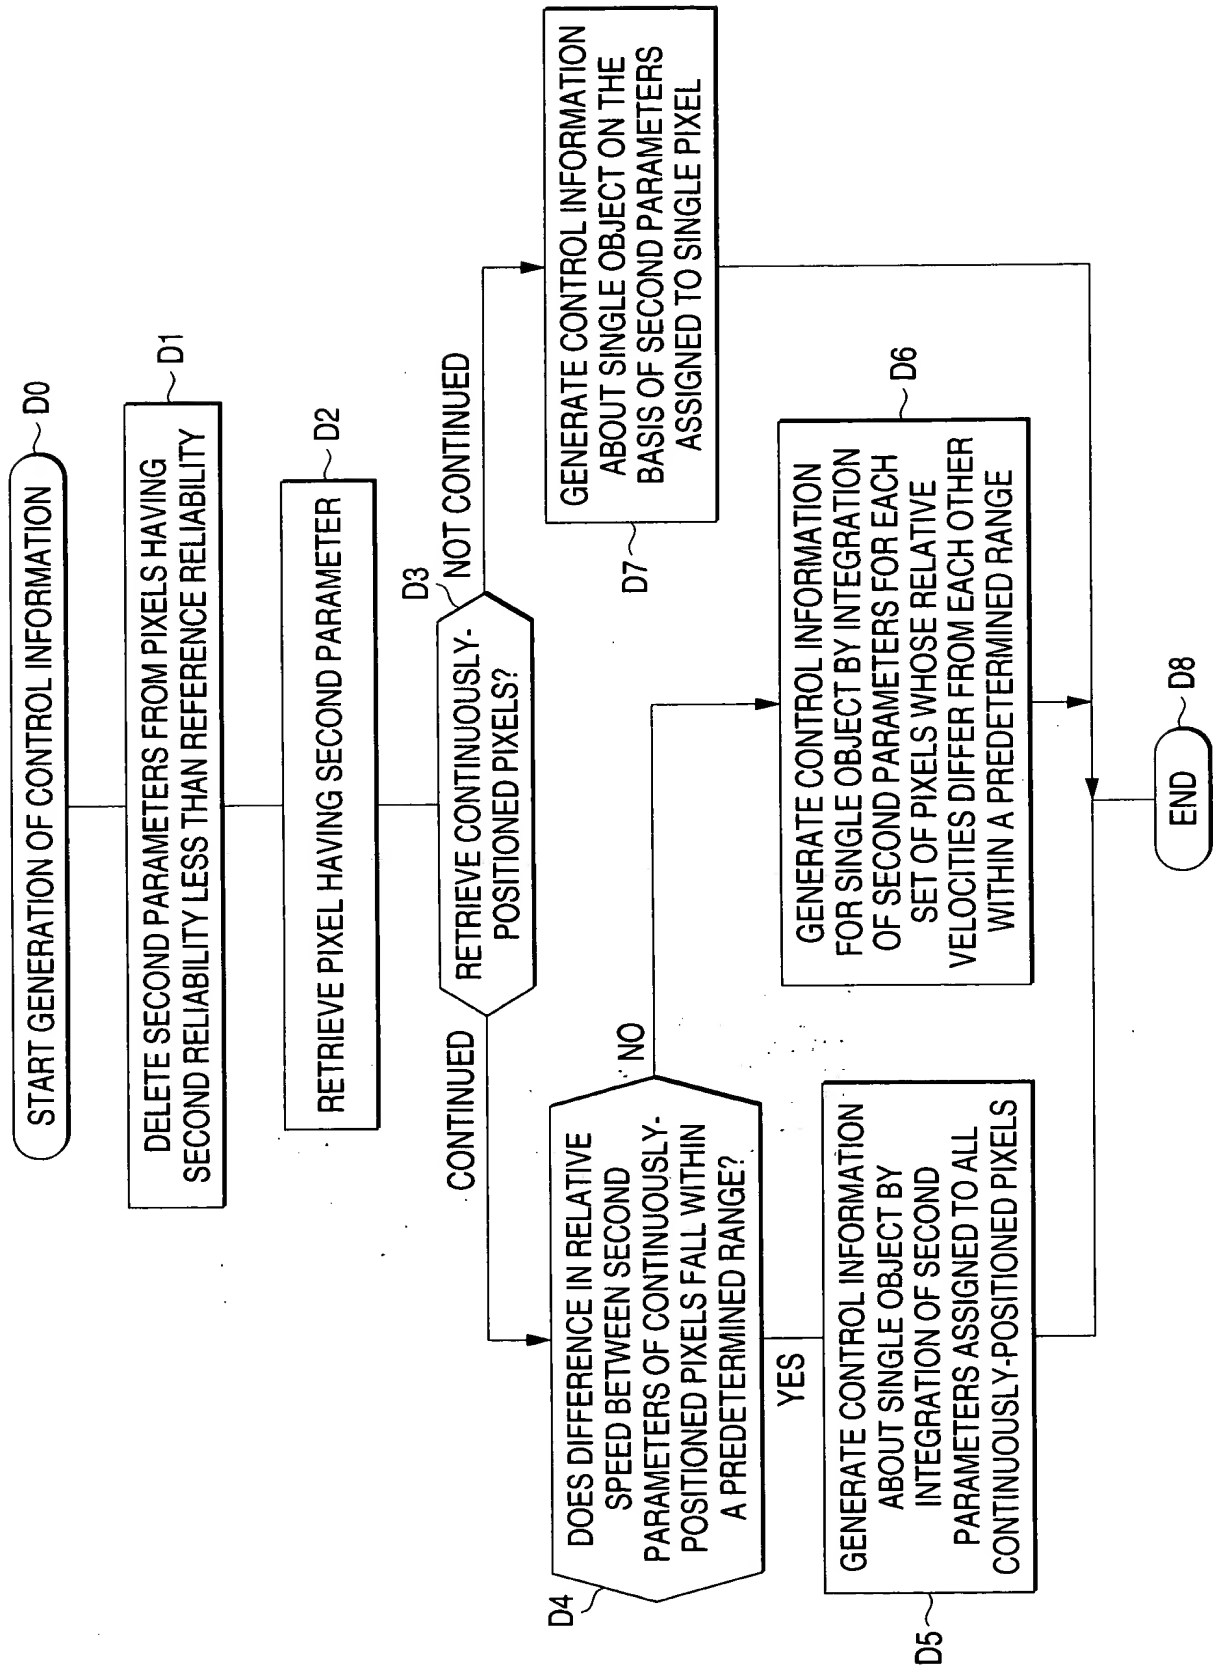 START GENERATION OF CONTROL INFORMATION
D0
DELETE SECOND PARAMETERS FROM PIXELS HAVING
SECOND RELIABILITY LESS THAN REFERENCE RELIABILITY
D1
RETRIEVE PIXEL HAVING SECOND PARAMETER
D2
RETRIEVE CONTINUOUSLY-
POSITIONED PIXELS?
D3
CONTINUED
NOT CONTINUED
DOES DIFFERENCE IN RELATIVE
SPEED BETWEEN SECOND
PARAMETERS OF CONTINUOUSLY-
POSITIONED PIXELS FALL WITHIN
A PREDETERMINED RANGE?
D4
NO
YES
GENERATE CONTROL INFORMATION
ABOUT SINGLE OBJECT ON THE
BASIS OF SECOND PARAMETERS
ASSIGNED TO SINGLE PIXEL
D7
GENERATE CONTROL INFORMATION
FOR SINGLE OBJECT BY INTEGRATION
OF SECOND PARAMETERS FOR EACH
SET OF PIXELS WHOSE RELATIVE
VELOCITIES DIFFER FROM EACH OTHER
WITHIN A PREDETERMINED RANGE
D6
GENERATE CONTROL INFORMATION
ABOUT SINGLE OBJECT BY
INTEGRATION OF SECOND
PARAMETERS ASSIGNED TO ALL
CONTINUOUSLY-POSITIONED PIXELS
D5
END
D8